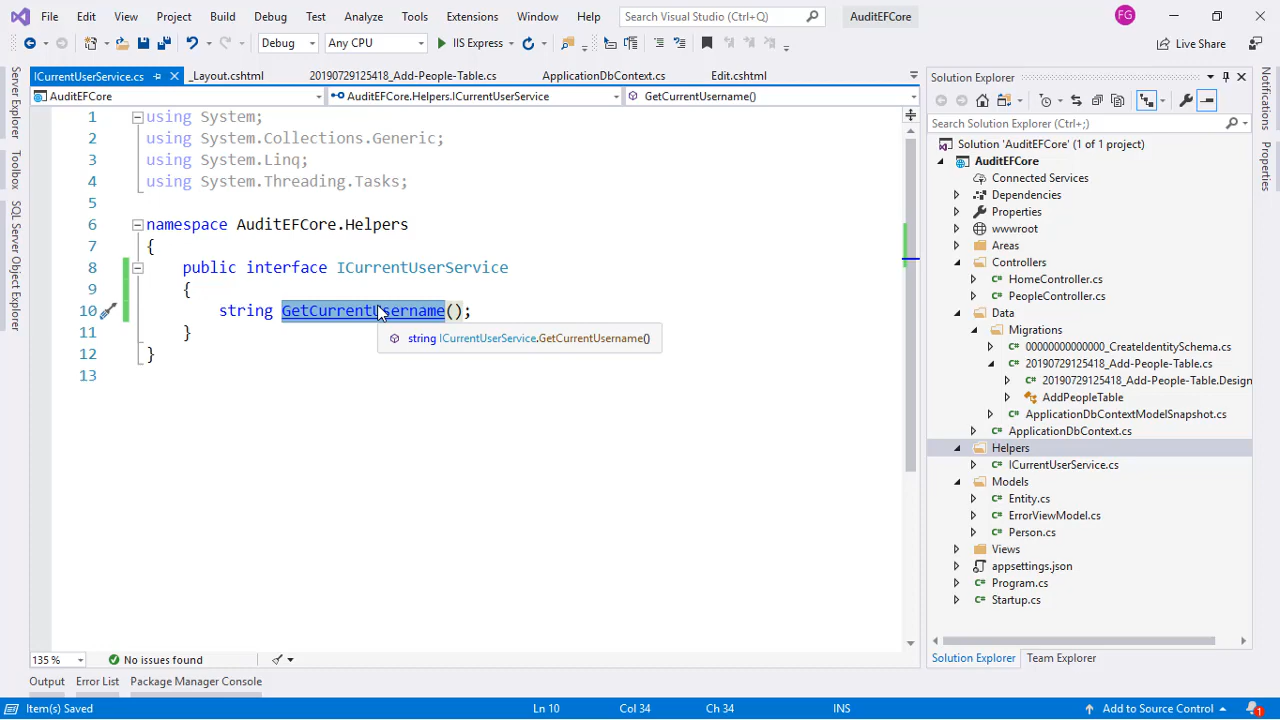 File Edit View Project Build Debug Test Analyze Tools Extensions Window Help Search Visual Studio (Ctrl+Q) AuditEFCore FG
Debug Any CPU IIS Express Live Share
ICurrentUserService.cs _Layout.cshtml 20190729125418_Add-People-Table.cs ApplicationDbContext.cs Edit.cshtml
AuditEFCore AuditEFCore.Helpers.ICurrentUserService GetCurrentUsername()
Server Explorer
Toolbox
SQL Server Object Explorer
1 using System;
2 using System.Collections.Generic;
3 using System.Linq;
4 using System.Threading.Tasks;
5
6 namespace AuditEFCore.Helpers
7 {
8 public interface ICurrentUserService
9 {
10 string GetCurrentUsername();
string ICurrentUserService.GetCurrentUsername()
11 }
12 }
13
135 % No issues found
Solution Explorer
Search Solution Explorer (Ctrl+;)
Solution 'AuditEFCore' (1 of 1 project)
AuditEFCore
Connected Services
Dependencies
Properties
wwwroot
Areas
Controllers
HomeController.cs
PeopleController.cs
Data
Migrations
00000000000000_CreateIdentitySchema.cs
20190729125418_Add-People-Table.cs
20190729125418_Add-People-Table.Design
AddPeopleTable
ApplicationDbContextModelSnapshot.cs
ApplicationDbContext.cs
Helpers
ICurrentUserService.cs
Models
Entity.cs
ErrorViewModel.cs
Person.cs
Views
appsettings.json
Program.cs
Startup.cs
Solution Explorer Team Explorer
Notifications
Properties
Output Error List Package Manager Console
Item(s) Saved Ln 10 Col 34 Ch 34 INS Add to Source Control 1